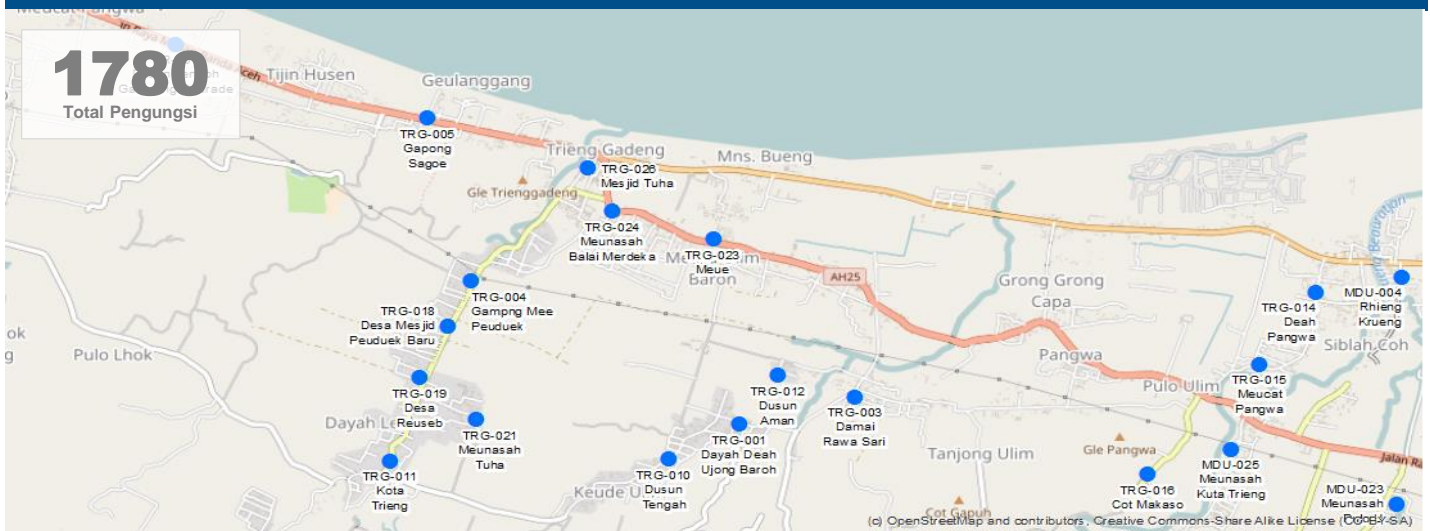 1780
Total Pengungsi
Tijin Husen
Geulanggang
TRG-005
Gapong
Sagoe
Trieng Gadeng
Mns. Bueng
TRG-026
Mesjid Tuha
Gle Trienggadeng
TRG-024
Meunasah
Balai Merdeka
TRG-023
Meue
Baron
AH25
Grong Grong
Capa
TRG-004
Gampng Mee
Peuduek
TRG-018
Desa Mesjid
Peuduek Baru
TRG-014
Deah
Pangwa
MDU-004
Rhieng
Krueng
Siblah Coh
Pulo Lhok
Pangwa
Pulo Ulim
TRG-019
Desa
Reuseb
TRG-021
Meunasah
Tuha
TRG-012
Dusun
Aman
TRG-003
Damai
Rawa Sari
TRG-015
Meucat
Pangwa
TRG-001
Dayah Deah
Ujong Baroh
Tanjong Ulim
Gle Pangwa
TRG-011
Kota
Trieng
TRG-010
Dusun
Tengah
TRG-016
Cot Makaso
MDU-025
Meunasah
Kuta Trieng
MDU-023
Meunasah
Cot Gapuh
(c) OpenStreetMap and contributors, Creative Commons-Share Alike License (CC-BY-SA)